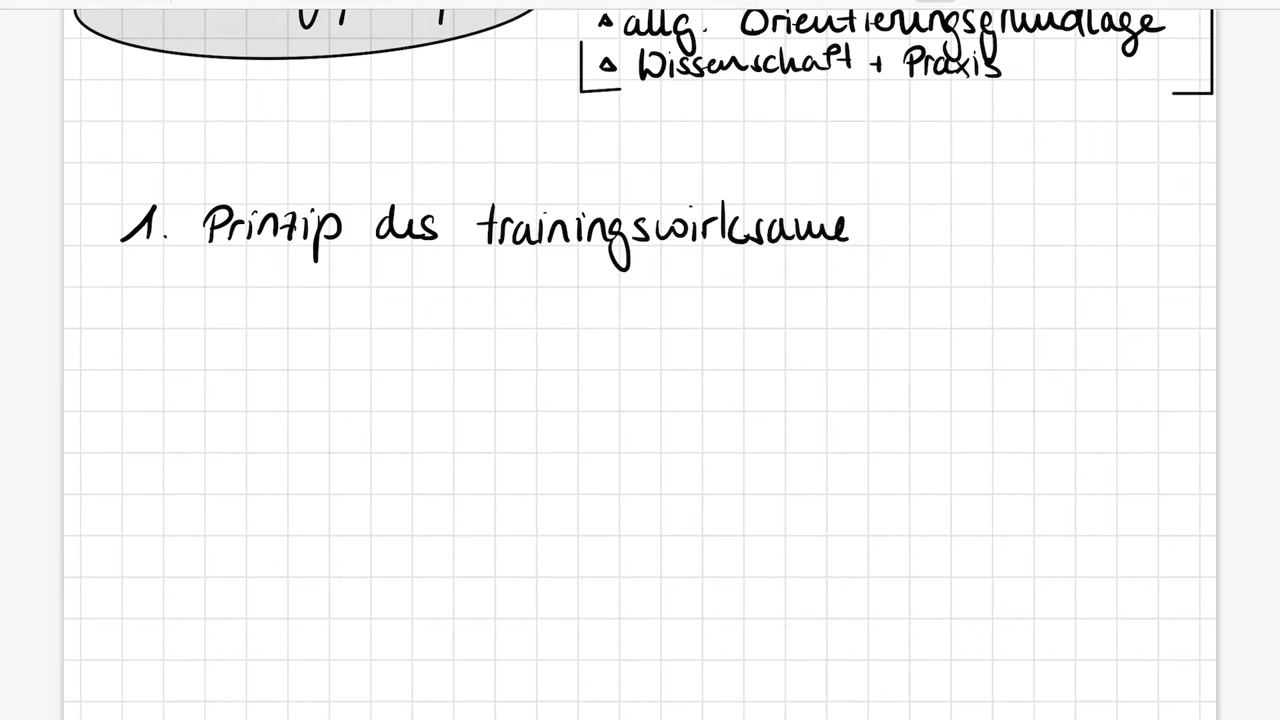 ▵ allg. Orientierungsgrundlage
▵ Wissenschaft + Praxis
1. Prinzip des trainingswirksame